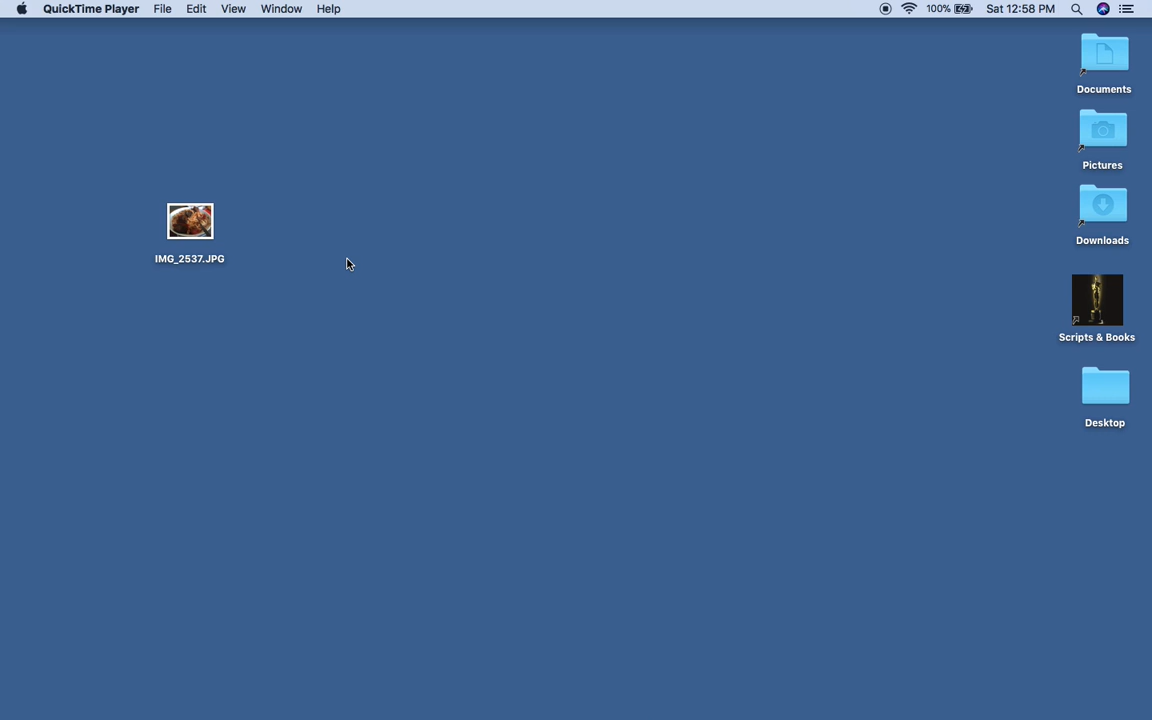 QuickTime Player File Edit View Window Help 100% Sat 12:58 PM
Documents
Pictures
IMG_2537.JPG
Downloads
Scripts & Books
Desktop